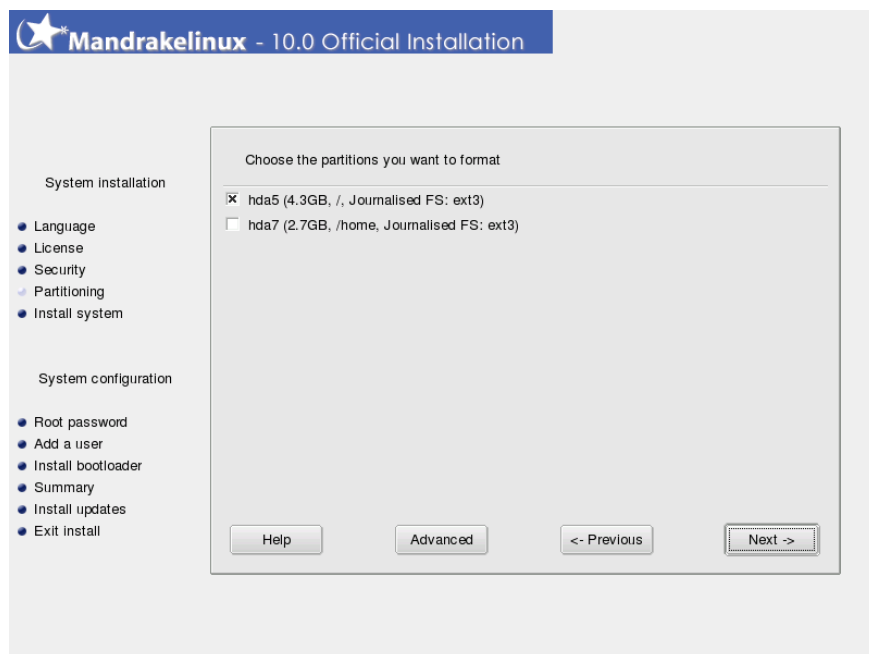 Mandrakelinux - 10.0 Official Installation
System installation
Language
License
Security
Partitioning
Install system
System configuration
Root password
Add a user
Install bootloader
Summary
Install updates
Exit install
Choose the partitions you want to format
hda5 (4.3GB, /, Journalised FS: ext3)
hda7 (2.7GB, /home, Journalised FS: ext3)
Help Advanced <- Previous Next ->